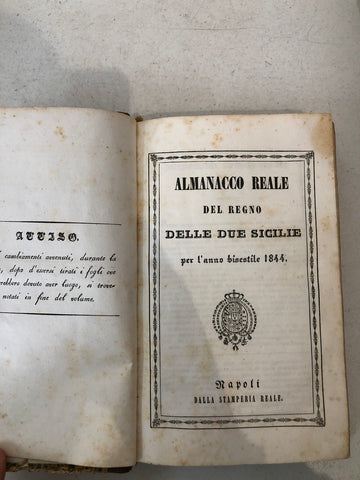 AVVISO.
cambiamenti avvenuti, durante la
dopo d'essersi tirati i fogli ove
rebbero dovuto aver luogo, si trove
notati in fine del volume.
ALMANACCO REALE
DEL REGNO
DELLE DUE SICILIE
per l'anno bisestile 1844.
Napoli
DALLA STAMPERIA REALE.